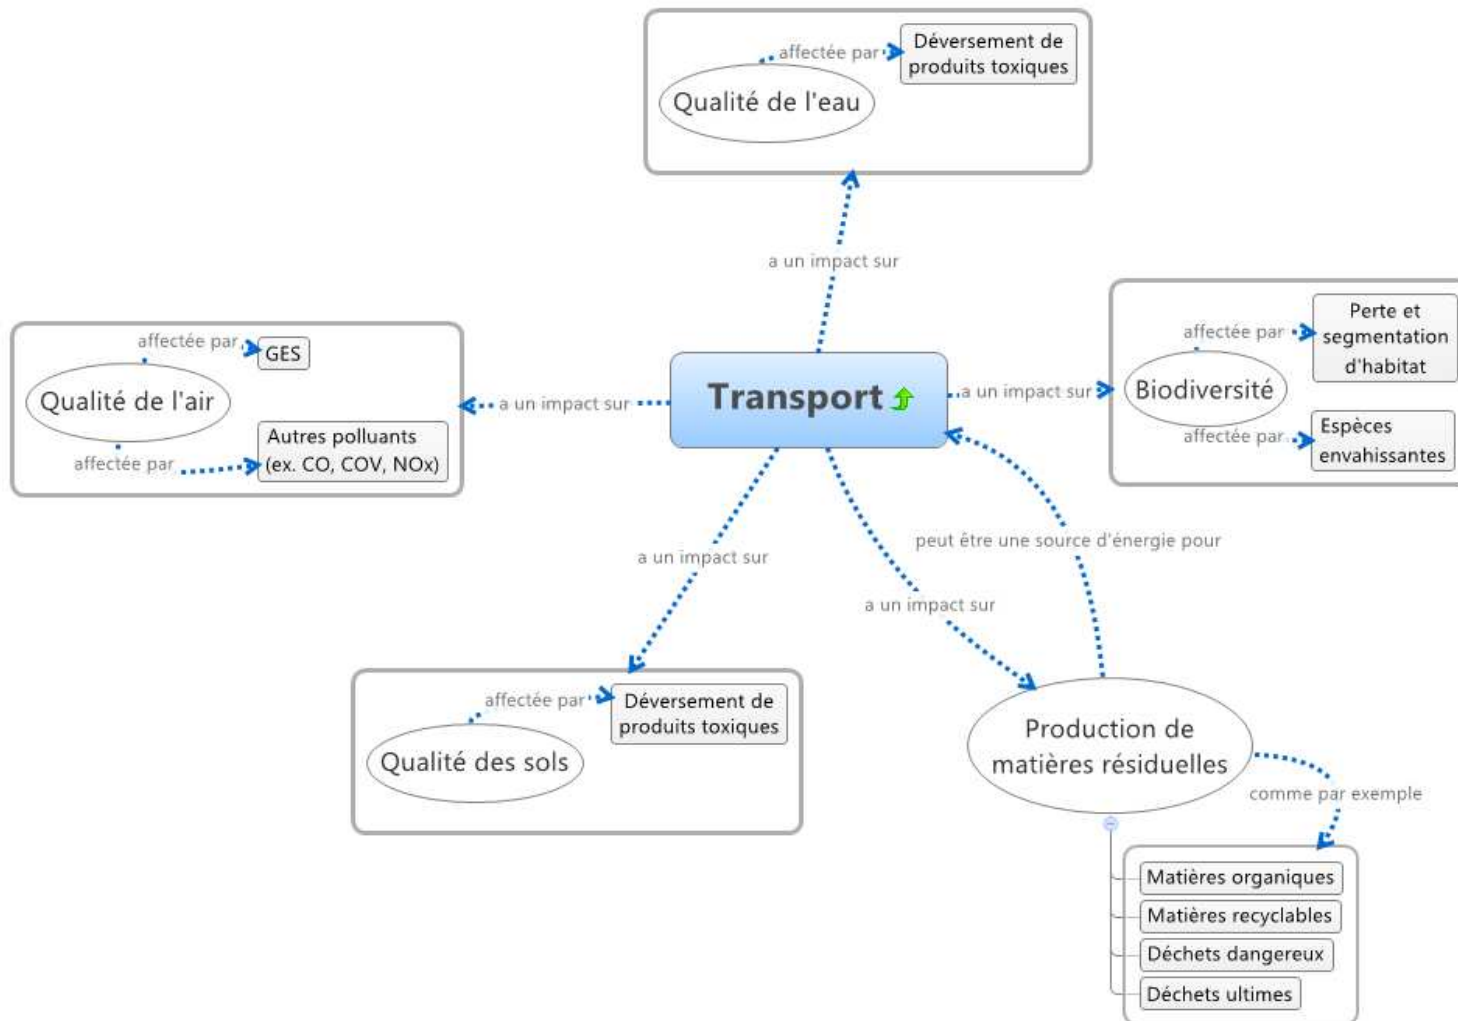 affectée par
Déversement de
produits toxiques
Qualité de l'eau
a un impact sur
affectée par
GES
Qualité de l'air
affectée par
Autres polluants
(ex. CO, COV, NOx)
a un impact sur
Transport
a un impact sur
affectée par
Perte et
segmentation
d'habitat
Biodiversité
affectée par
Espèces
envahissantes
a un impact sur
peut être une source d'énergie pour
a un impact sur
affectée par
Déversement de
produits toxiques
Qualité des sols
Production de
matières résiduelles
comme par exemple
Matières organiques
Matières recyclables
Déchets dangereux
Déchets ultimes